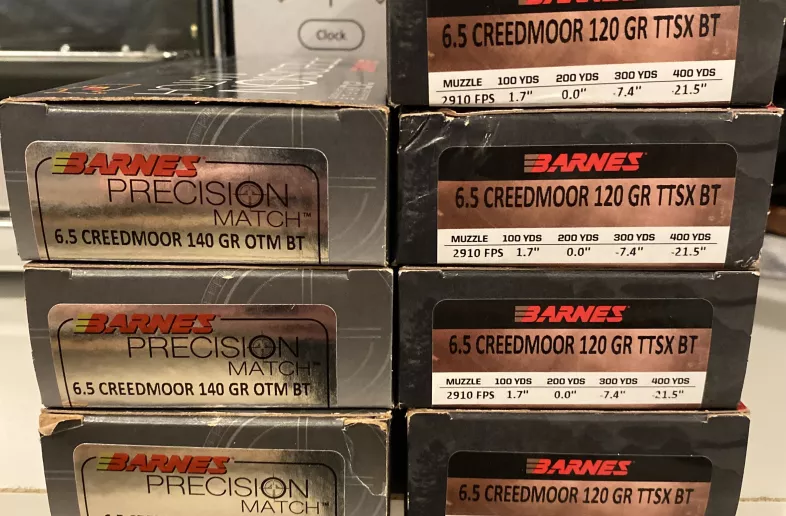 Clock
BARNES
PRECISION
MATCH™
6.5 CREEDMOOR 140 GR OTM BT
BARNES
PRECISION
MATCH™
6.5 CREEDMOOR 140 GR OTM BT
BARNES
PRECISION
MATCH™
BARNES
6.5 CREEDMOOR 120 GR TTSX BT
MUZZLE 100 YDS 200 YDS 300 YDS 400 YDS
2910 FPS 1.7" 0.0" -7.4" -21.5"
BARNES
6.5 CREEDMOOR 120 GR TTSX BT
MUZZLE 100 YDS 200 YDS 300 YDS 400 YDS
2910 FPS 1.7" 0.0" -7.4" -21.5"
BARNES
6.5 CREEDMOOR 120 GR TTSX BT
MUZZLE 100 YDS 200 YDS 300 YDS 400 YDS
2910 FPS 1.7" 0.0" -7.4" -21.5"
BARNES
6.5 CREEDMOOR 120 GR TTSX BT